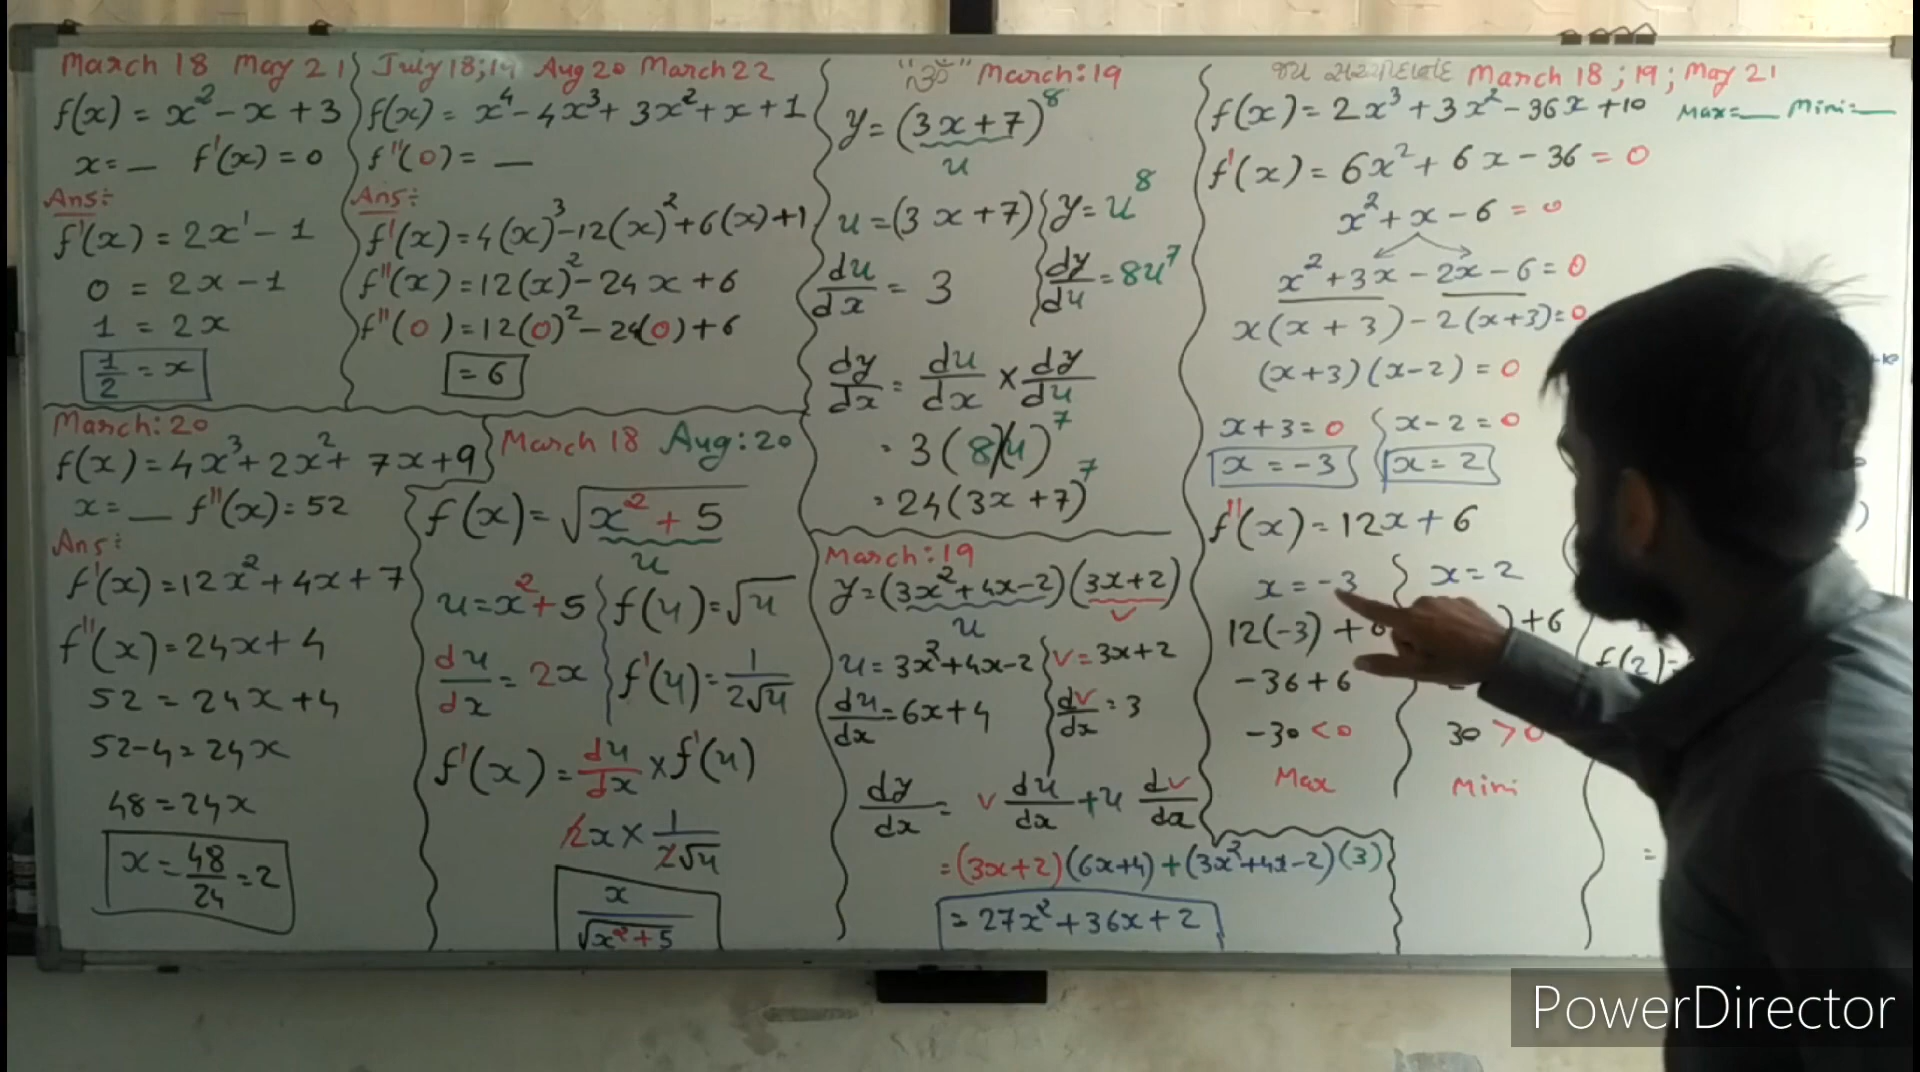 March 18 May 21
f(x) = x² - x + 3
x = _ f'(x) = 0
Ans:
f'(x) = 2x' - 1
0 = 2x - 1
1 = 2x
1/2 = x
July 18; 19 Aug 20 March 22
f(x) = x⁴ - 4x³ + 3x² + x + 1
f''(0) = _
Ans:
f'(x) = 4(x)³ - 12(x)² + 6(x) + 1
f''(x) = 12(x)² - 24x + 6
f''(0) = 12(0)² - 24(0) + 6
= 6
March: 20
f(x) = 4x³ + 2x² + 7x + 9
x = _ f''(x) = 52
Ans:
f'(x) = 12x² + 4x + 7
f''(x) = 24x + 4
52 = 24x + 4
52 - 4 = 24x
48 = 24x
x = 48/24 = 2
March 18 Aug: 20
f(x) = √(x² + 5)
u
u = x² + 5 f(u) = √u
du/dx = 2x f'(u) = 1/2√u
f'(x) = du/dx × f'(u)
2x × 1/2√u
x/√(x² + 5)
March: 19
y = (3x + 7)⁸
u
u = (3x + 7) y = u⁸
du/dx = 3 dy/du = 8u⁷
dy/dx = du/dx × dy/du
= 3(8)(u)⁷
= 24(3x + 7)⁷
March: 19
y = (3x² + 4x - 2)(3x + 2)
u v
u = 3x² + 4x - 2 v = 3x + 2
du/dx = 6x + 4 dv/dx = 3
dy/dx = v du/dx + u dv/dx
= (3x + 2)(6x + 4) + (3x² + 4x - 2)(3)
= 27x² + 36x + 2
March 18; 19; May 21
f(x) = 2x³ + 3x² - 36x + 10 Max = _ Mini = _
f'(x) = 6x² + 6x - 36 = 0
x² + x - 6 = 0
x² + 3x - 2x - 6 = 0
x(x + 3) - 2(x + 3) = 0
(x + 3)(x - 2) = 0
x + 3 = 0 x - 2 = 0
x = -3 x = 2
f''(x) = 12x + 6
x = -3 x = 2
12(-3) + 6 ) + 6
-36 + 6
-30 < 0 30 > 0
Max Mini
f(2) =
PowerDirector